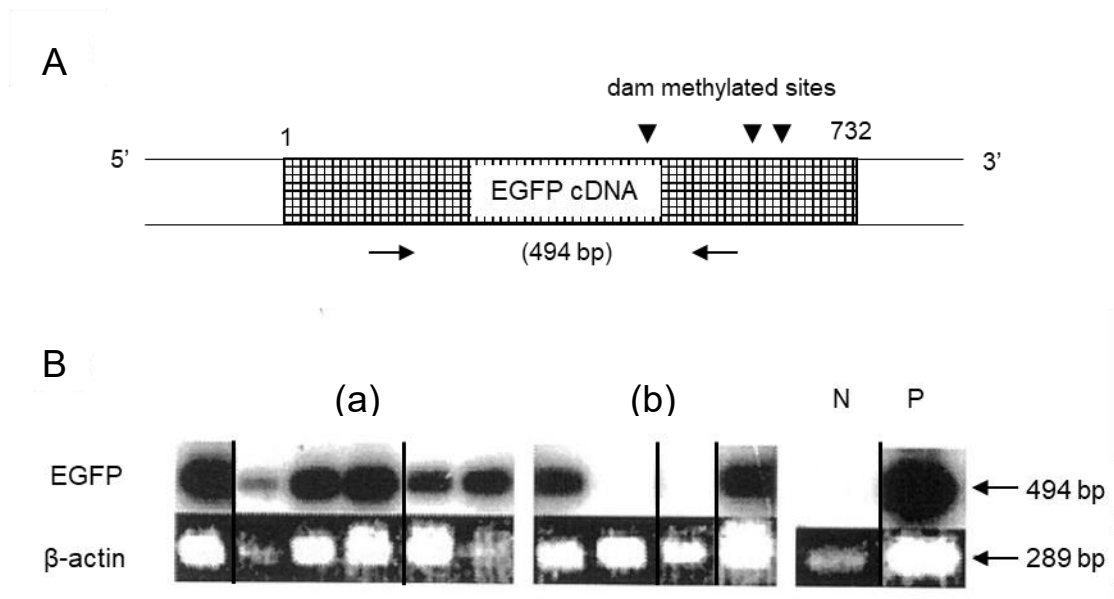 A
dam methylated sites
1
732
5’
3’
EGFP cDNA
(494 bp)
B
(a)
(b)
N
P
EGFP
494 bp
β-actin
289 bp